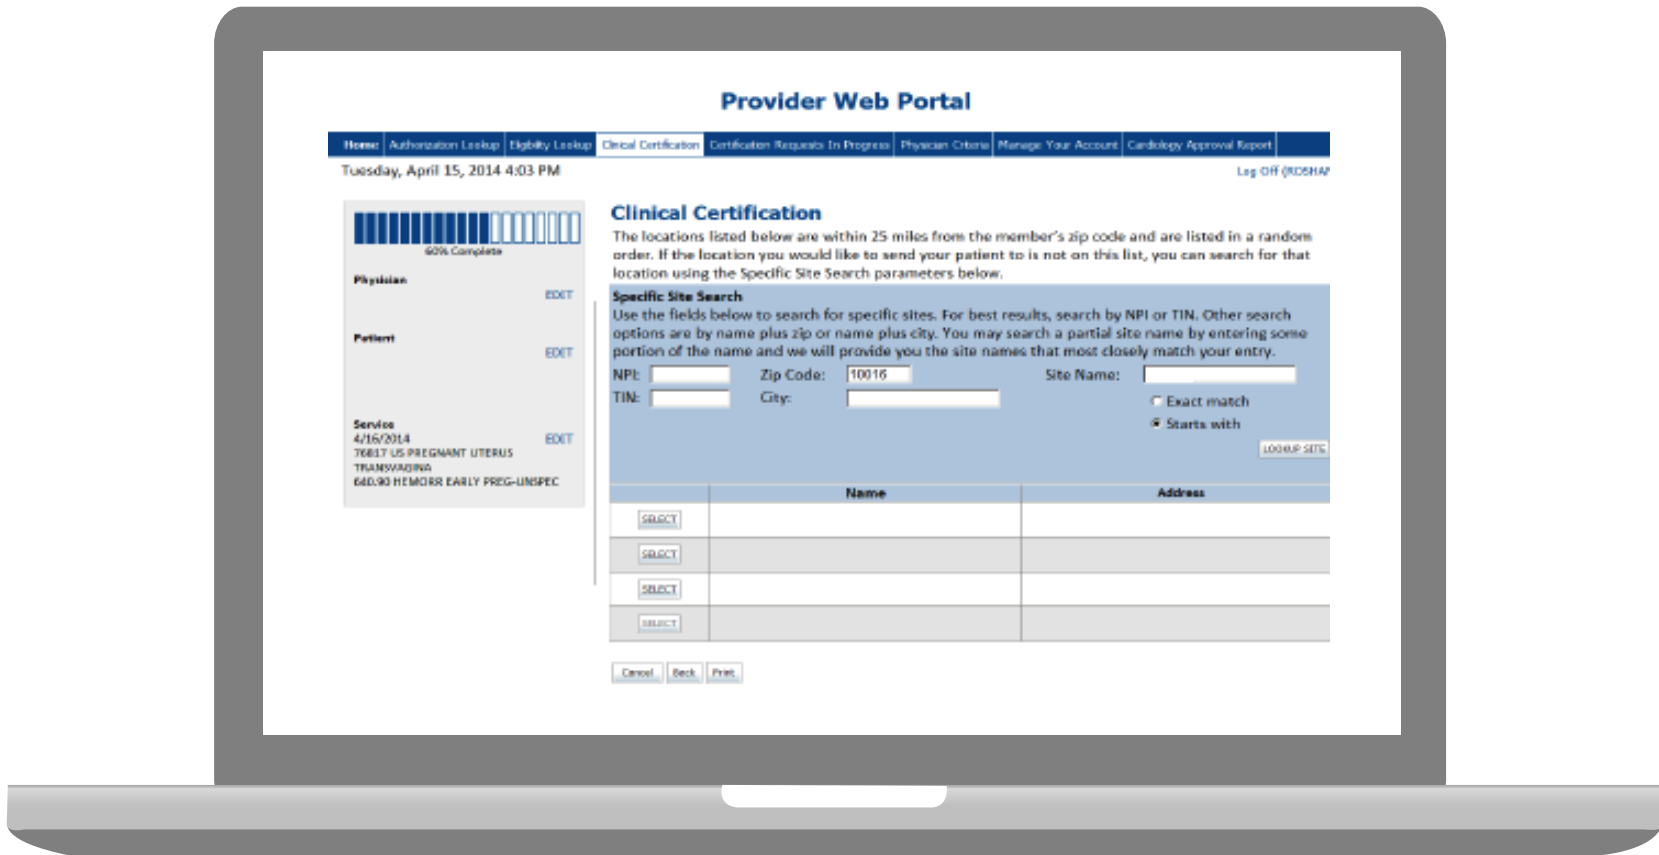 Provider Web Portal
Home Authorization Lookup Eligibility Lookup Clinical Certification Certification Requests In Progress Physician Criteria Manage Your Account Cardiology Approval Report
Tuesday, April 15, 2014 4:03 PM
Log Off (ROSHAN
60% Complete
Physician
EDIT
Patient
EDIT
Service
4/16/2014
EDIT
76817 US PREGNANT UTERUS
TRANSVAGINA
640.90 HEMORR EARLY PREG-UNSPEC
Clinical Certification
The locations listed below are within 25 miles from the member's zip code and are listed in a random
order. If the location you would like to send your patient to is not on this list, you can search for that
location using the Specific Site Search parameters below.
Specific Site Search
Use the fields below to search for specific sites. For best results, search by NPI or TIN. Other search
options are by name plus zip or name plus city. You may search a partial site name by entering some
portion of the name and we will provide you the site names that most closely match your entry.
NPI: Zip Code: 10016 Site Name:
TIN: City:
Exact match
Starts with
LOOKUP SITE
Name Address
SELECT
SELECT
SELECT
SELECT
Cancel Back Print